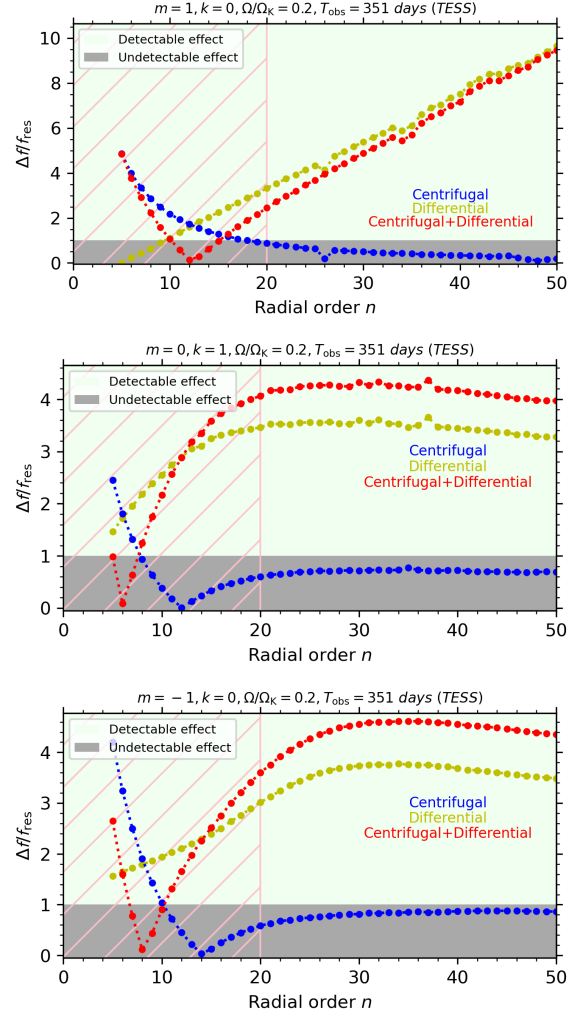 m = 1, k = 0, Ω/Ω_K = 0.2, T_obs = 351 days (TESS)
Detectable effect
Undetectable effect
10
8
6
4
2
0
Δf/f_res
Centrifugal
Differential
Centrifugal+Differential
0 10 20 30 40 50
Radial order n
m = 0, k = 1, Ω/Ω_K = 0.2, T_obs = 351 days (TESS)
Detectable effect
Undetectable effect
4
3
2
1
0
Δf/f_res
Centrifugal
Differential
Centrifugal+Differential
0 10 20 30 40 50
Radial order n
m = −1, k = 0, Ω/Ω_K = 0.2, T_obs = 351 days (TESS)
Detectable effect
Undetectable effect
4
3
2
1
0
Δf/f_res
Centrifugal
Differential
Centrifugal+Differential
0 10 20 30 40 50
Radial order n